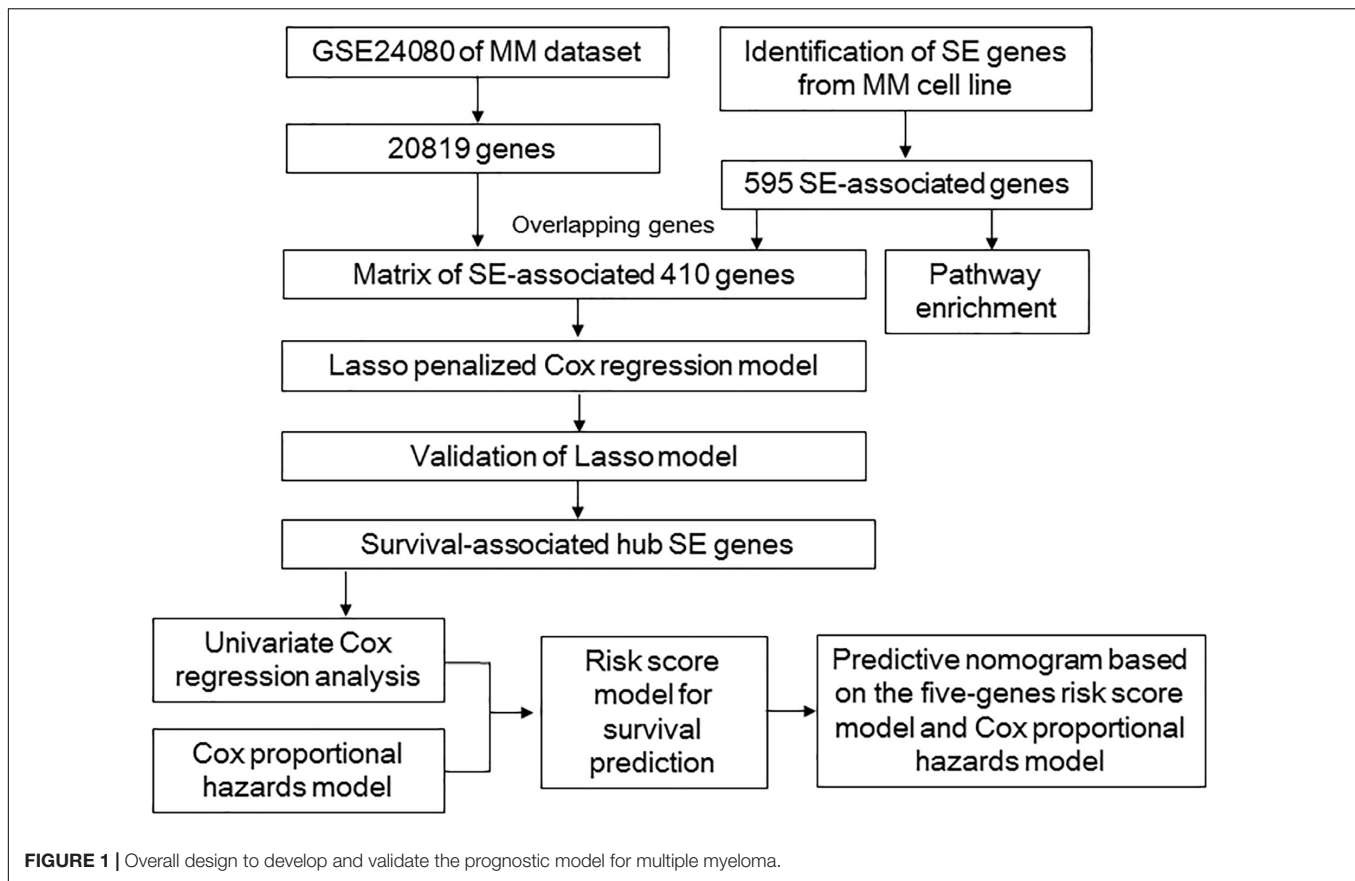 GSE24080 of MM dataset
Identification of SE genes
from MM cell line
20819 genes
595 SE-associated genes
Overlapping genes
Matrix of SE-associated 410 genes
Pathway
enrichment
Lasso penalized Cox regression model
Validation of Lasso model
Survival-associated hub SE genes
Univariate Cox
regression analysis
Cox proportional
hazards model
Risk score
model for
survival
prediction
Predictive nomogram based
on the five-genes risk score
model and Cox proportional
hazards model
FIGURE 1 | Overall design to develop and validate the prognostic model for multiple myeloma.